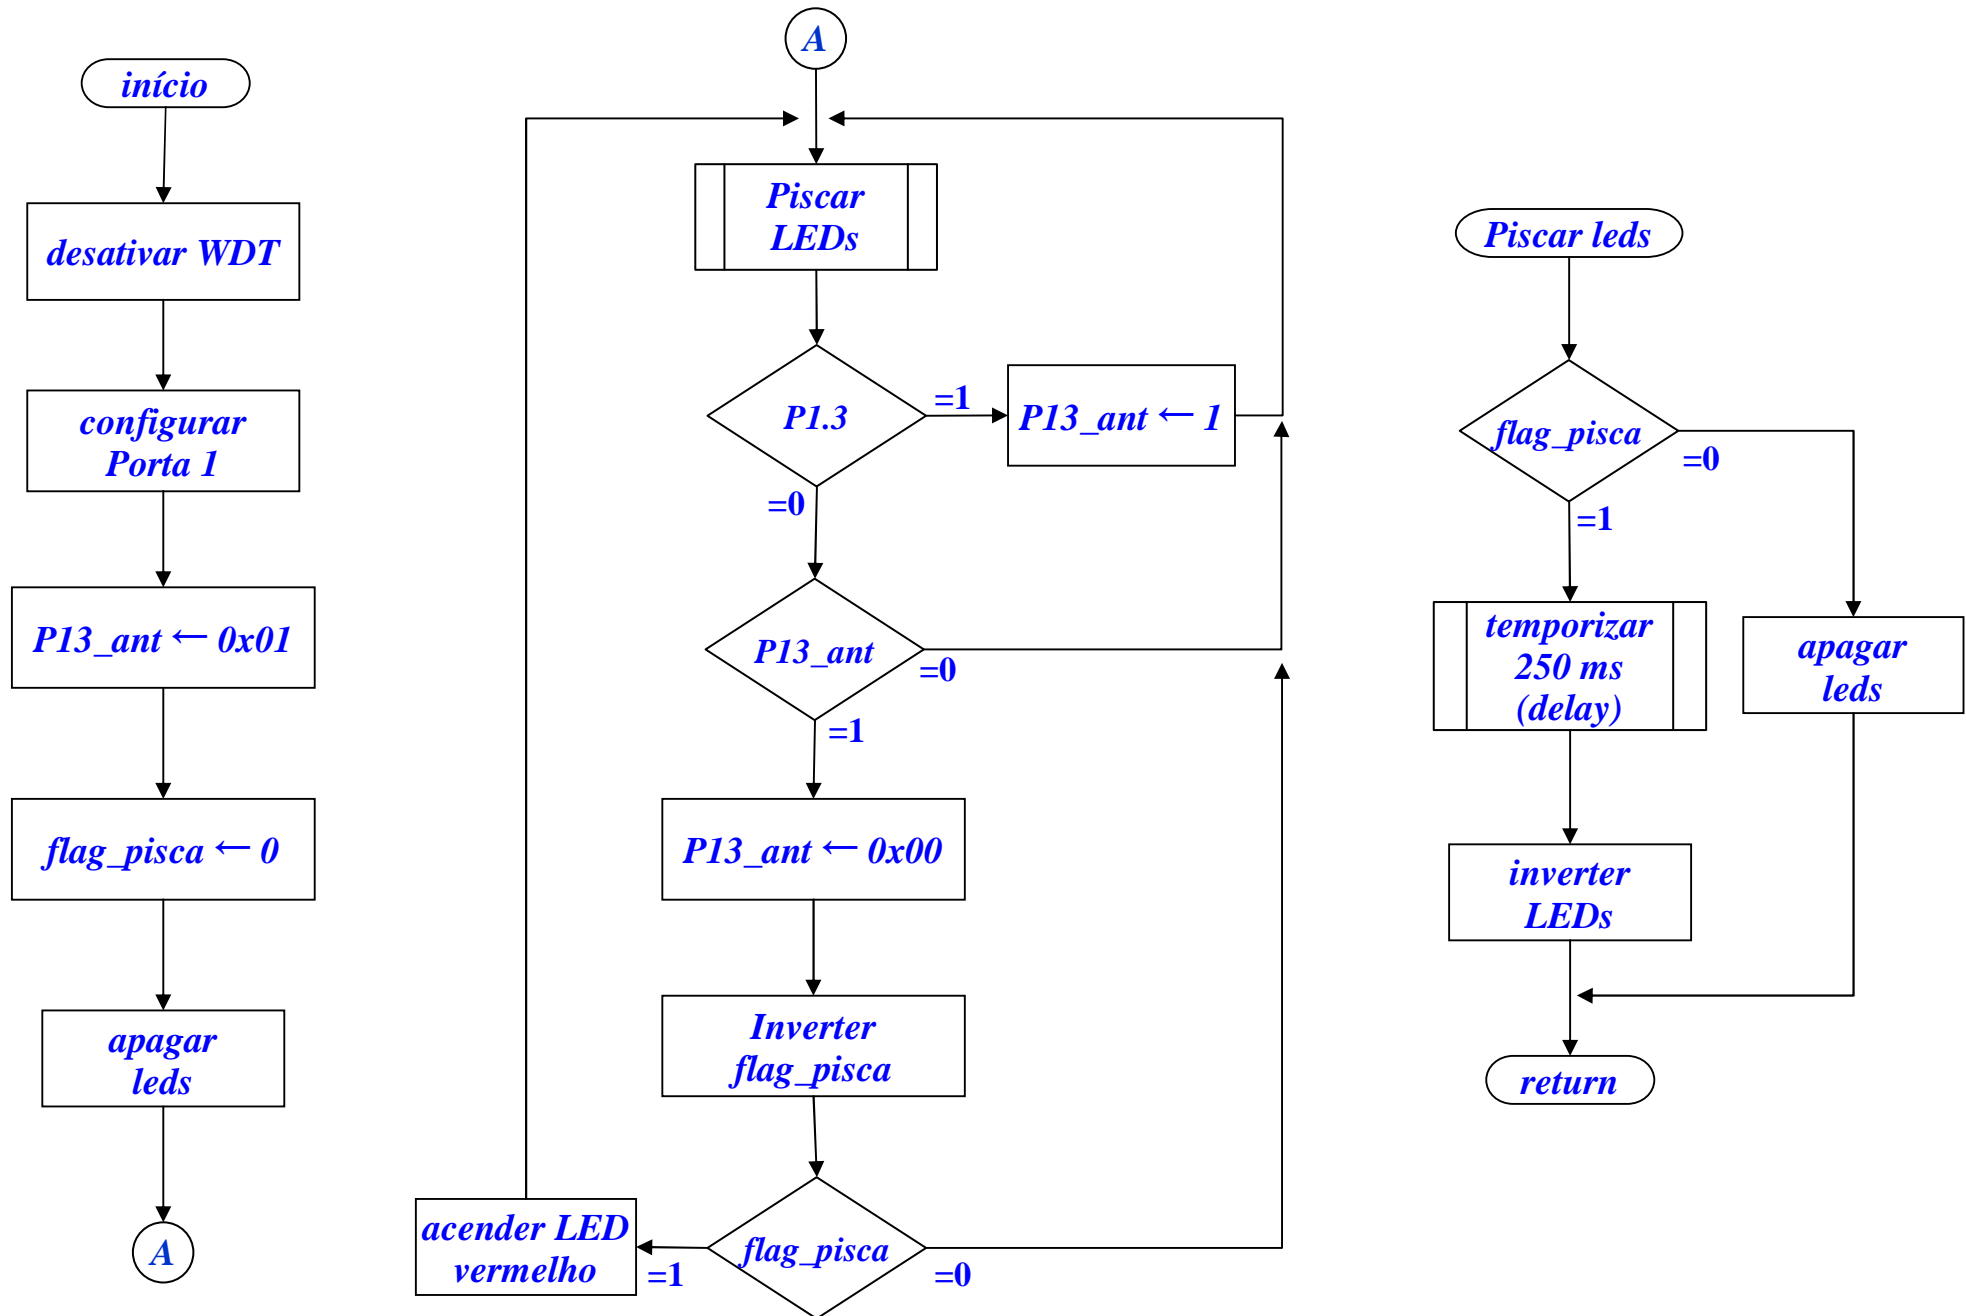 início
desativar WDT
configurar
Porta 1
P13_ant ← 0x01
flag_pisca ← 0
apagar
leds
A
A
Piscar
LEDs
P1.3
=1
P13_ant ← 1
=0
P13_ant
=0
=1
P13_ant ← 0x00
Inverter
flag_pisca
flag_pisca
=1
=0
acender LED
vermelho
Piscar leds
flag_pisca
=0
=1
temporizar
250 ms
(delay)
apagar
leds
inverter
LEDs
return